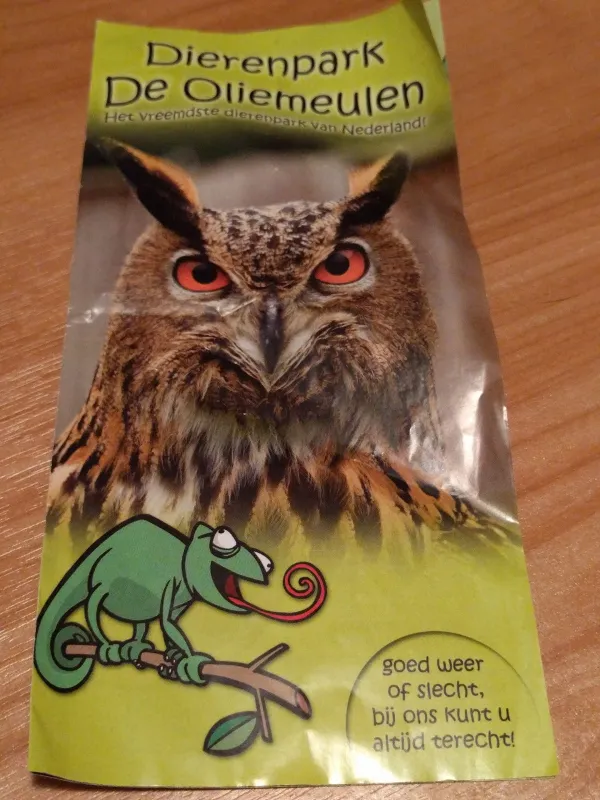 Dierenpark
De Oliemeulen
Het vreemdste dierenpark van Nederland!
goed weer
of slecht,
bij ons kunt u
altijd terecht!